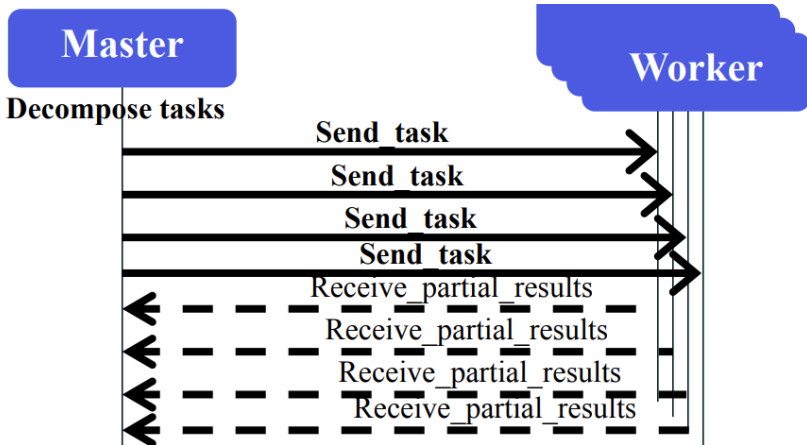 Master
Worker
Decompose tasks
Send_task
Send_task
Send_task
Send_task
Receive_partial_results
Receive_partial_results
Receive_partial_results
Receive_partial_results